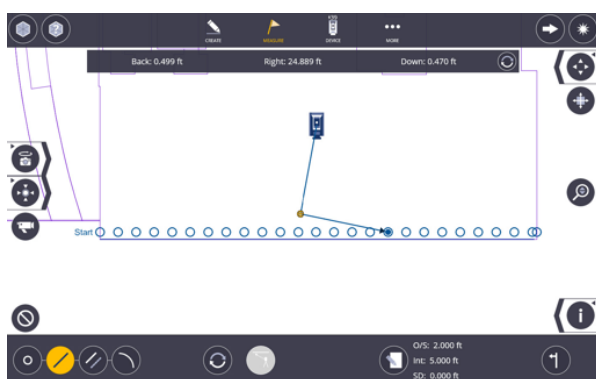 CREATE
MEASURE
DEVICE
MORE
Back: 0.499 ft
Right: 24.889 ft
Down: 0.470 ft
Start
O/S: 2.000 ft
Int: 5.000 ft
SD: 0.000 ft